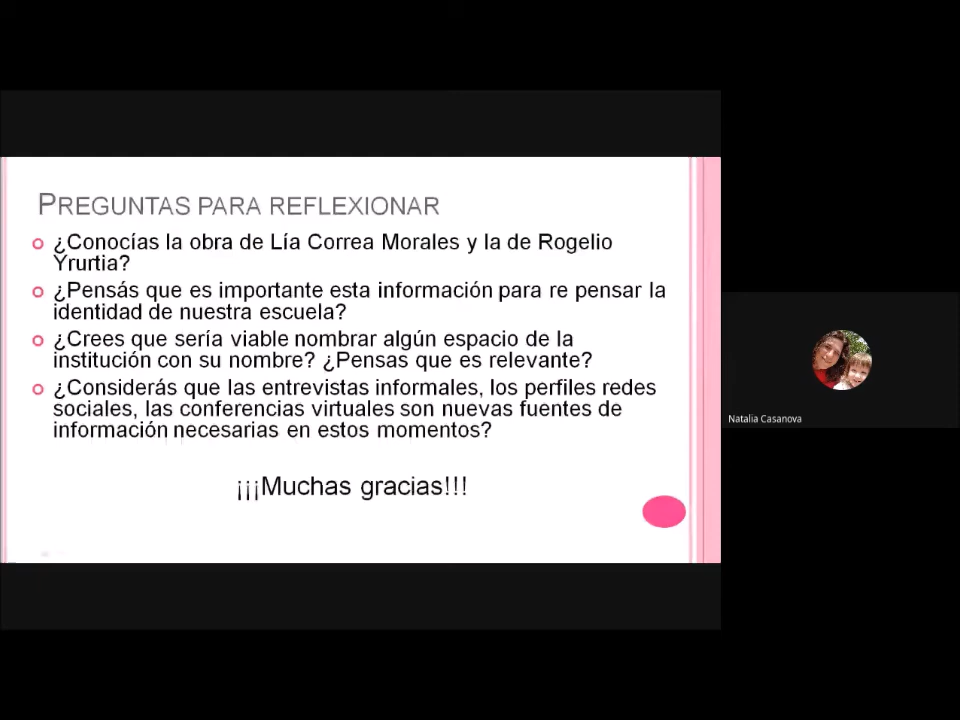 PREGUNTAS PARA REFLEXIONAR
¿Conocías la obra de Lía Correa Morales y la de Rogelio
Yrurtia?
¿Pensás que es importante esta información para re pensar la
identidad de nuestra escuela?
¿Crees que sería viable nombrar algún espacio de la
institución con su nombre? ¿Pensas que es relevante?
¿Considerás que las entrevistas informales, los perfiles redes
sociales, las conferencias virtuales son nuevas fuentes de
información necesarias en estos momentos?
¡¡¡Muchas gracias!!!
Natalia Casanova